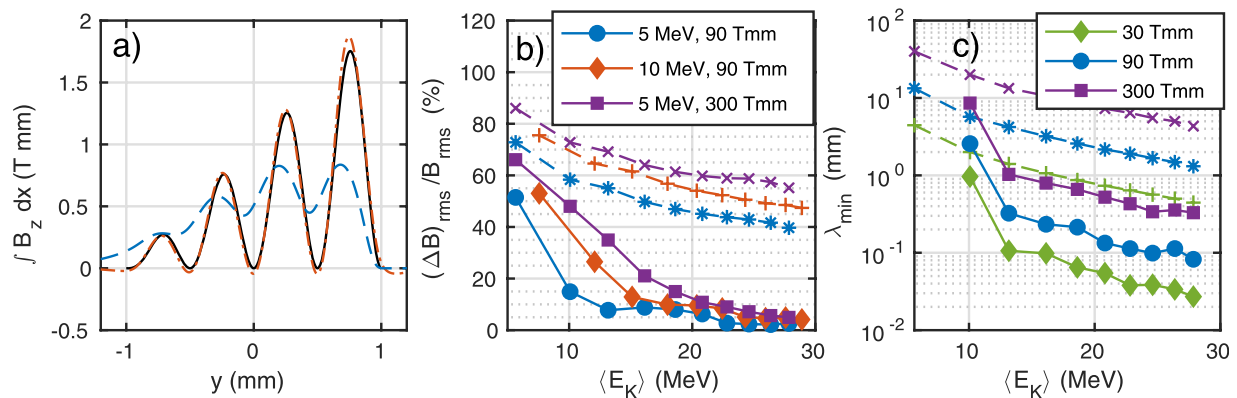 a)
2
1.5
1
0.5
0
-0.5
∫ B_z dx (T mm)
-1
0
1
y (mm)
b)
5 MeV, 90 Tmm
10 MeV, 90 Tmm
5 MeV, 300 Tmm
120
100
80
60
40
20
0
(ΔB)_rms /B_rms (%)
10
20
30
⟨E_K⟩ (MeV)
c)
30 Tmm
90 Tmm
300 Tmm
10^2
10^1
10^0
10^-1
10^-2
λ_min (mm)
10
20
30
⟨E_K⟩ (MeV)